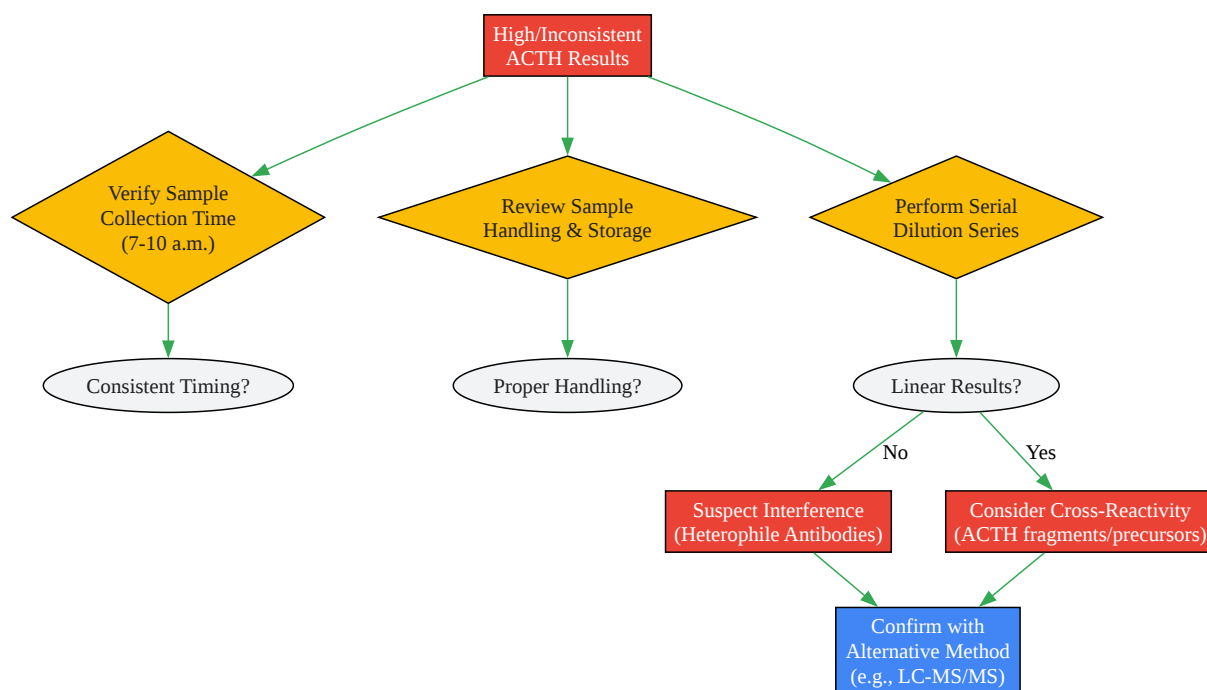 High/Inconsistent
ACTH Results
Verify Sample
Collection Time
(7-10 a.m.)
Review Sample
Handling & Storage
Perform Serial
Dilution Series
Consistent Timing?
Proper Handling?
Linear Results?
No
Yes
Suspect Interference
(Heterophile Antibodies)
Consider Cross-Reactivity
(ACTH fragments/precursors)
Confirm with
Alternative Method
(e.g., LC-MS/MS)